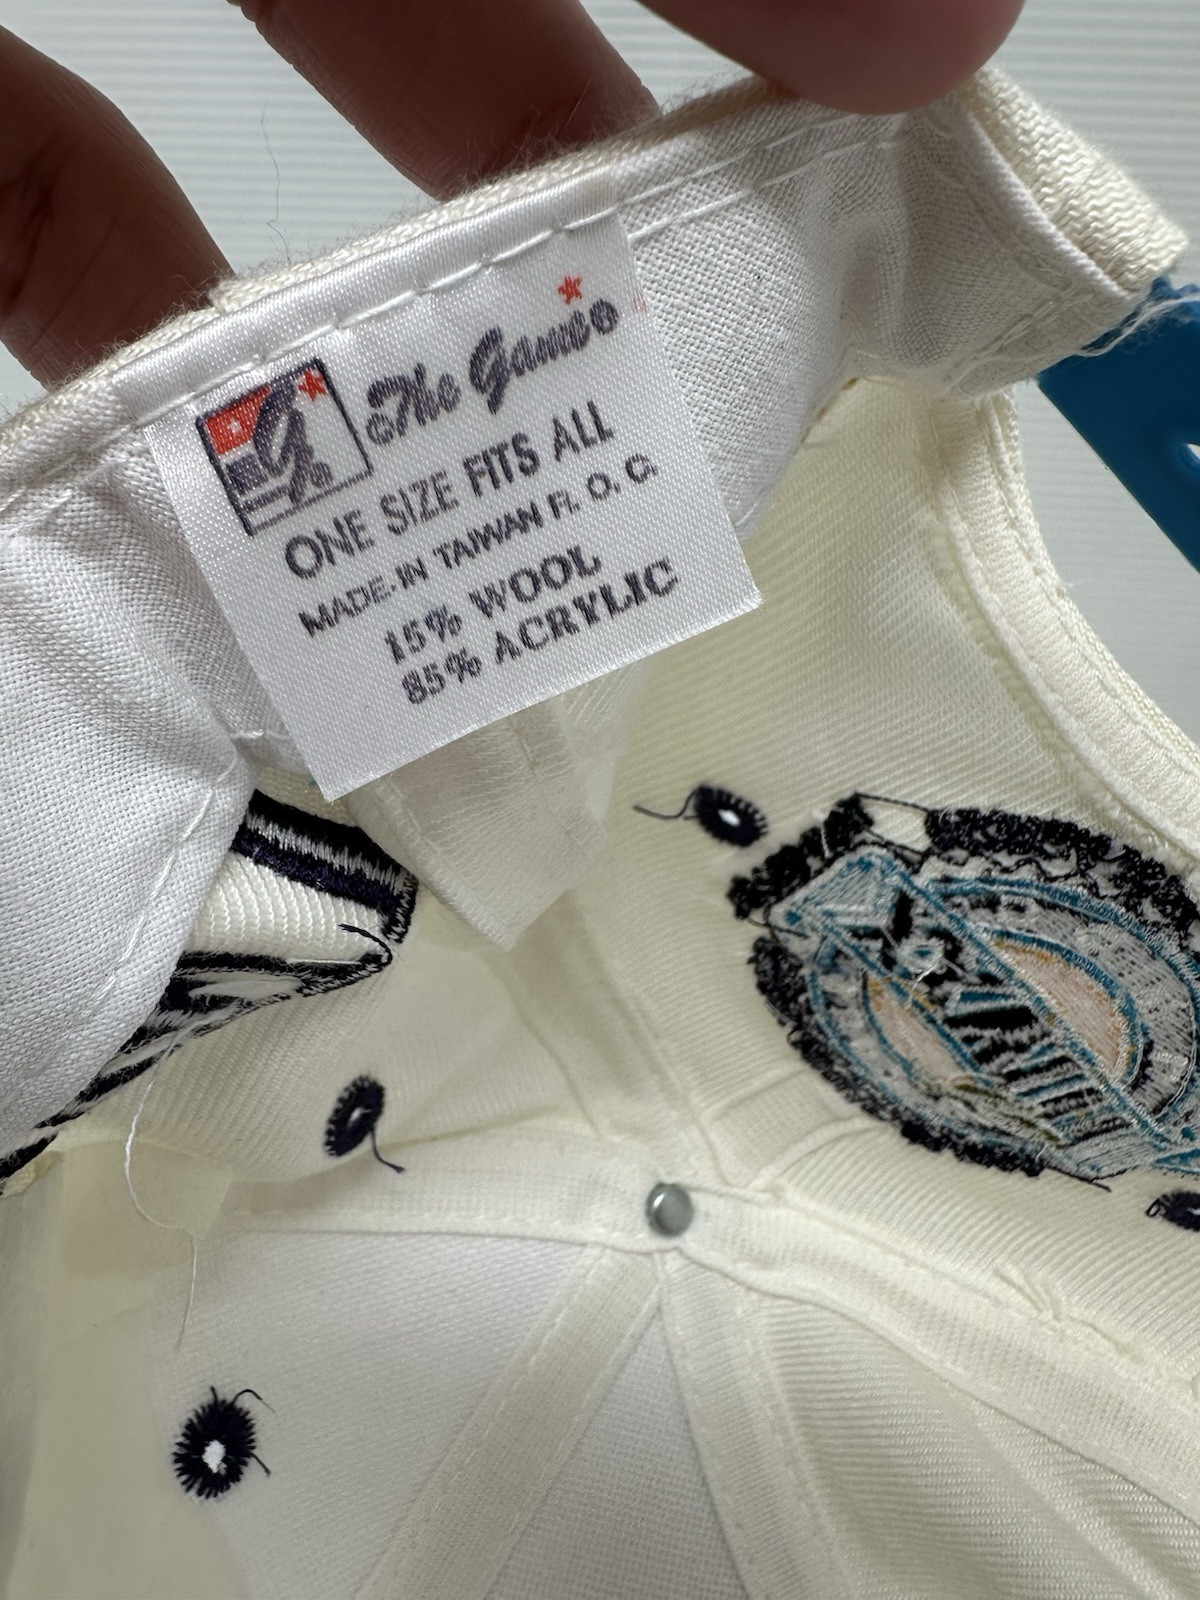 The Game
ONE SIZE FITS ALL
MADE IN TAIWAN R. O. C.
15% WOOL
85% ACRYLIC